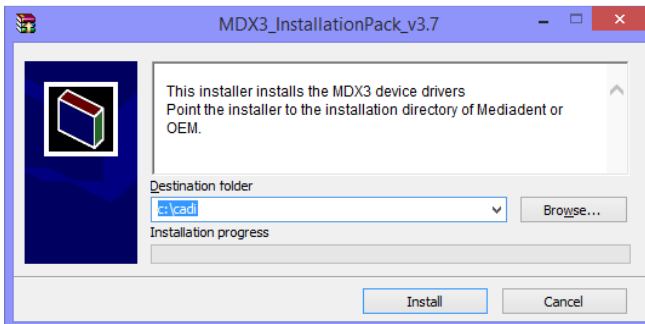 MDX3_InstallationPack_v3.7
This installer installs the MDX3 device drivers
Point the installer to the installation directory of Mediadent or
OEM.
Destination folder
c:\cadi
Browse...
Installation progress
Install
Cancel